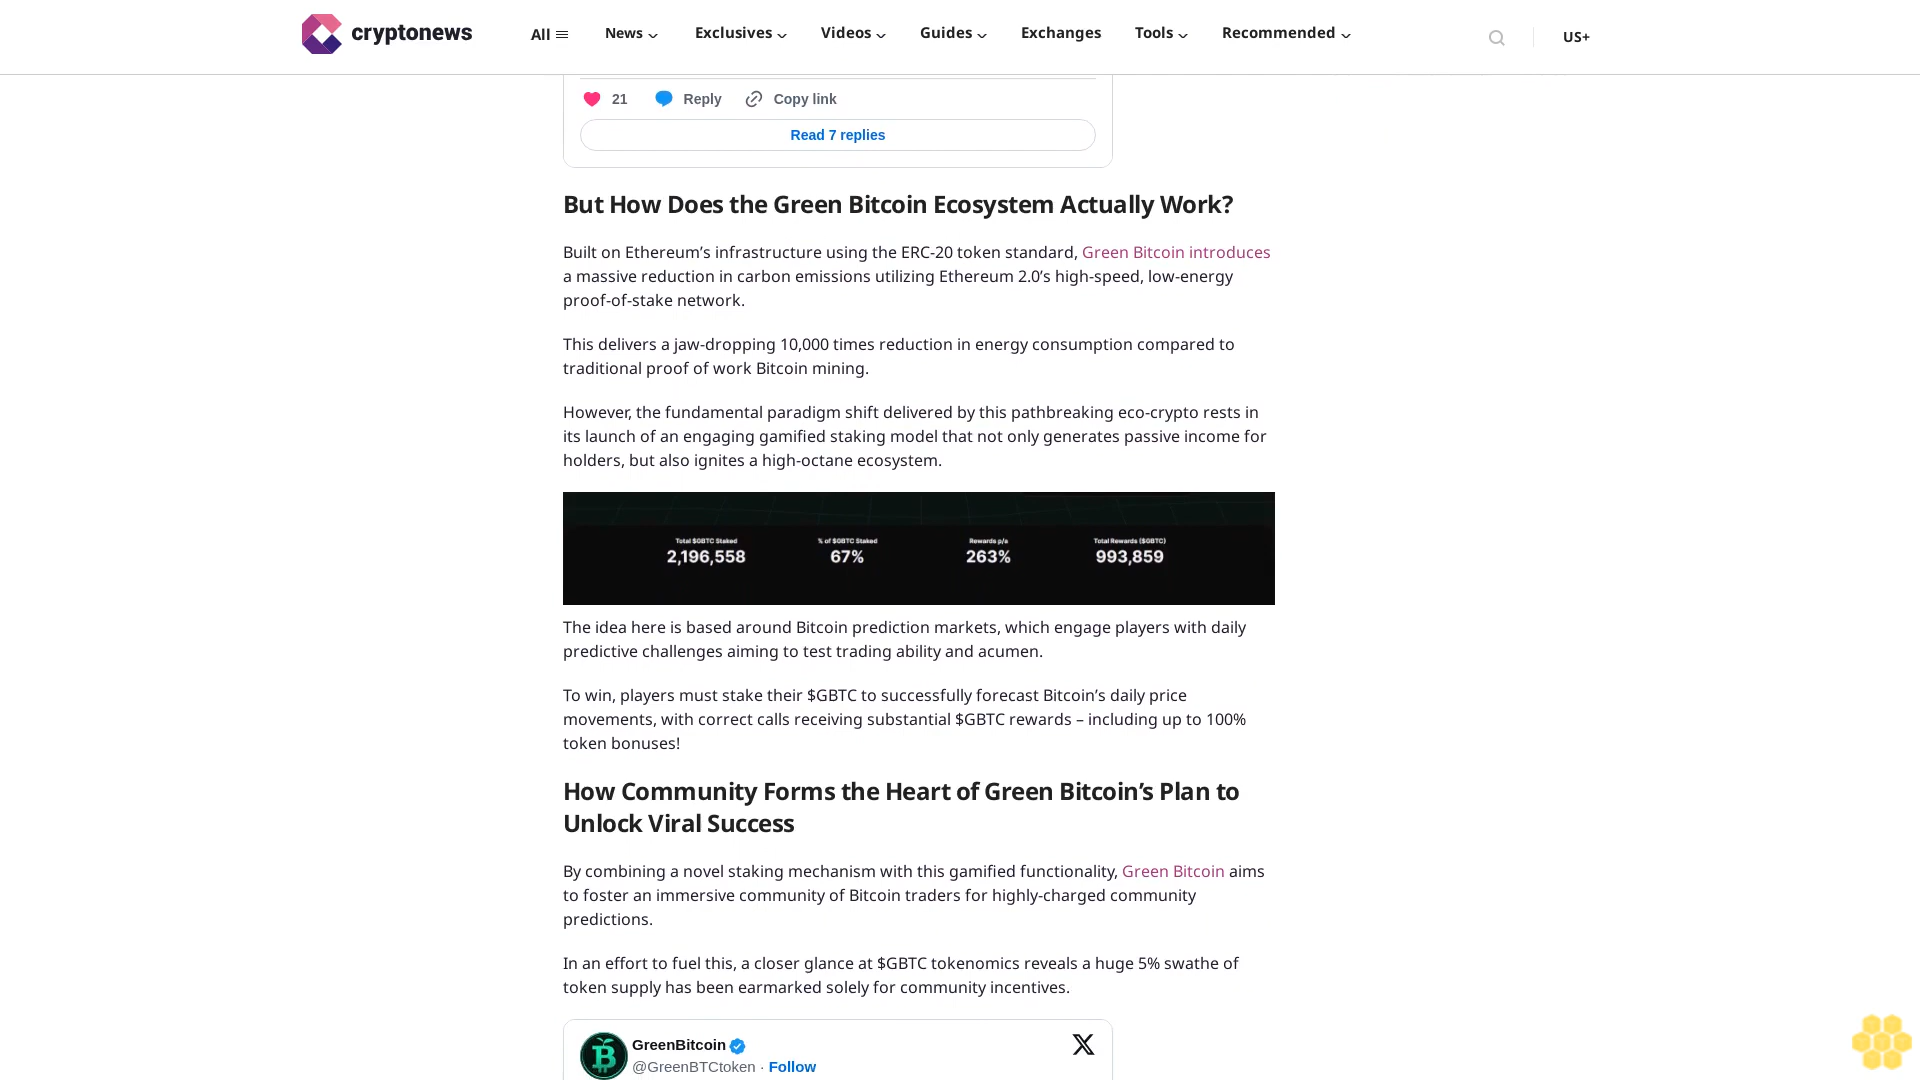 cryptonews
All
News
Exclusives
Videos
Guides
Exchanges
Tools
Recommended
US+
21
Reply
Copy link
Read 7 replies
But How Does the Green Bitcoin Ecosystem Actually Work?
Built on Ethereum’s infrastructure using the ERC-20 token standard, Green Bitcoin introduces
a massive reduction in carbon emissions utilizing Ethereum 2.0’s high-speed, low-energy
proof-of-stake network.
This delivers a jaw-dropping 10,000 times reduction in energy consumption compared to
traditional proof of work Bitcoin mining.
However, the fundamental paradigm shift delivered by this pathbreaking eco-crypto rests in
its launch of an engaging gamified staking model that not only generates passive income for
holders, but also ignites a high-octane ecosystem.
Total $GBTC Staked
2,196,558
% of $GBTC Staked
67%
Rewards p/a
263%
Total Rewards ($GBTC)
993,859
The idea here is based around Bitcoin prediction markets, which engage players with daily
predictive challenges aiming to test trading ability and acumen.
To win, players must stake their $GBTC to successfully forecast Bitcoin’s daily price
movements, with correct calls receiving substantial $GBTC rewards – including up to 100%
token bonuses!
How Community Forms the Heart of Green Bitcoin’s Plan to
Unlock Viral Success
By combining a novel staking mechanism with this gamified functionality, Green Bitcoin aims
to foster an immersive community of Bitcoin traders for highly-charged community
predictions.
In an effort to fuel this, a closer glance at $GBTC tokenomics reveals a huge 5% swathe of
token supply has been earmarked solely for community incentives.
GreenBitcoin
@GreenBTCtoken · Follow